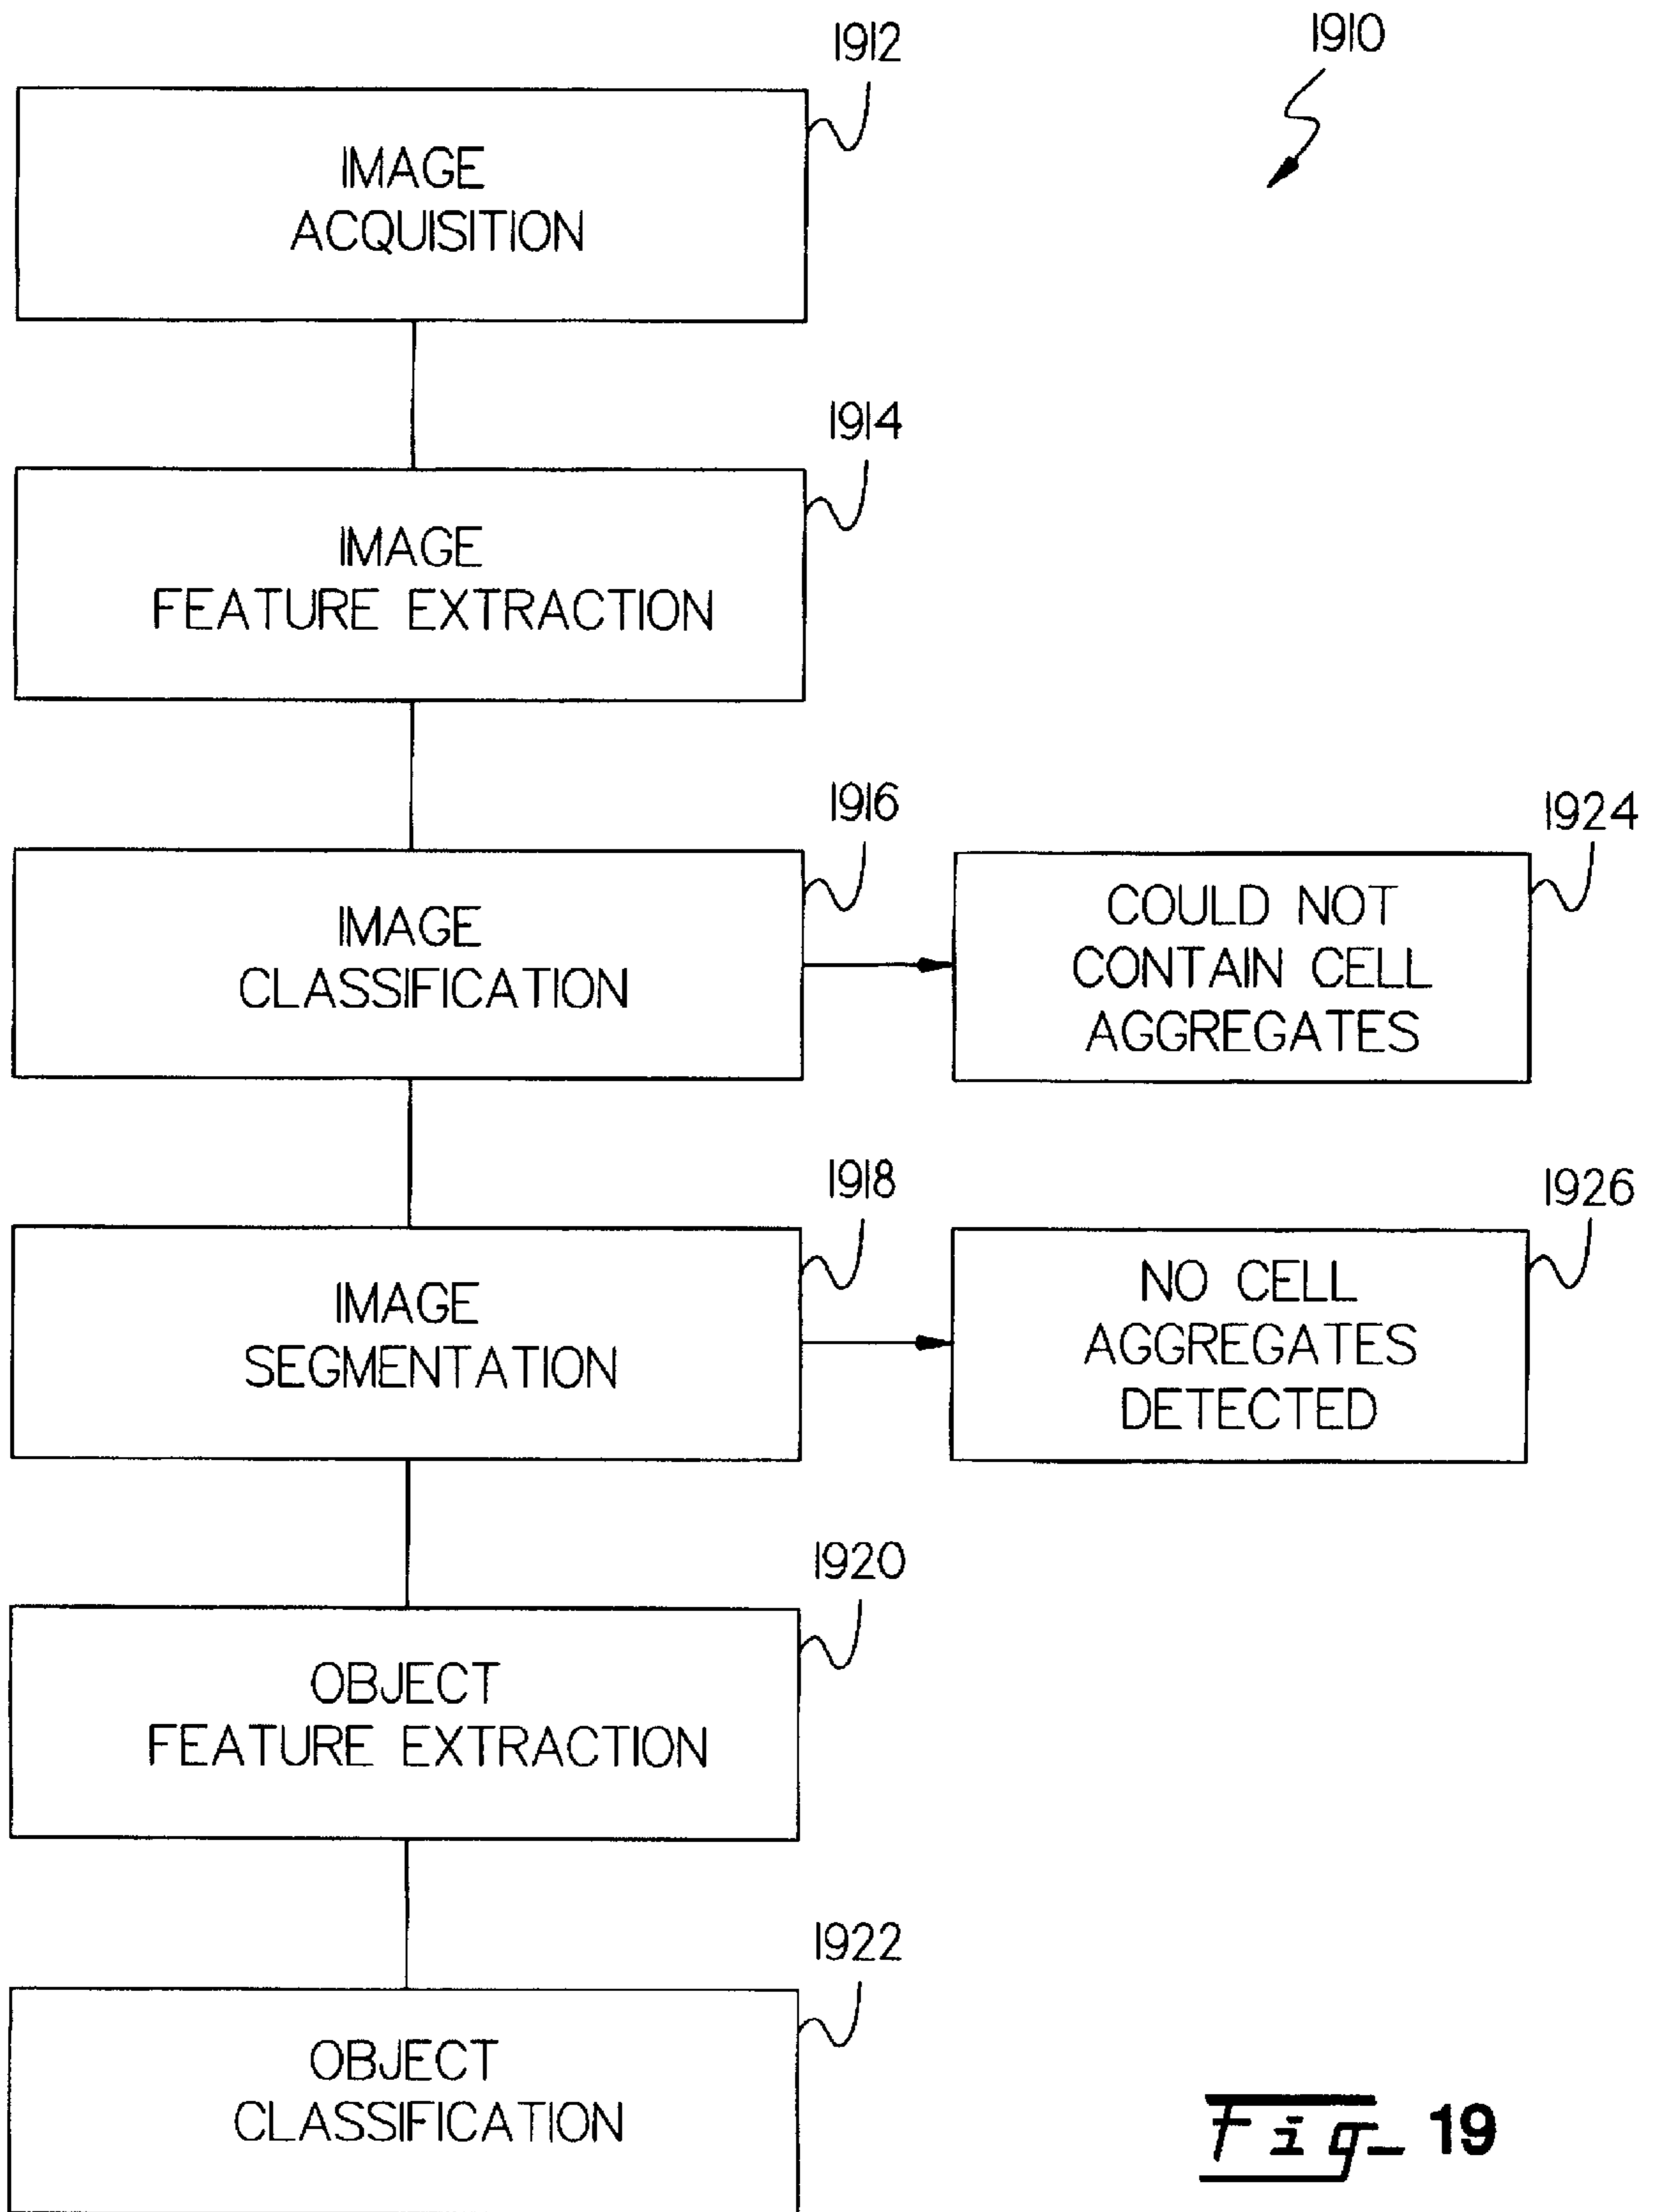 1912
1910
IMAGE
ACQUISITION
1914
IMAGE
FEATURE EXTRACTION
1916
IMAGE
CLASSIFICATION
1924
COULD NOT
CONTAIN CELL
AGGREGATES
1918
IMAGE
SEGMENTATION
1926
NO CELL
AGGREGATES
DETECTED
1920
OBJECT
FEATURE EXTRACTION
1922
OBJECT
CLASSIFICATION
Fig_ 19